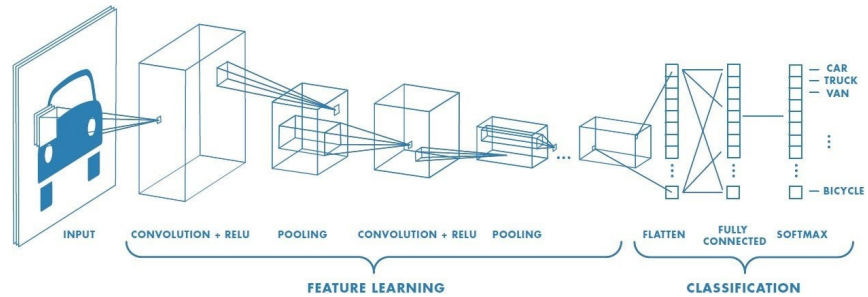 CAR
TRUCK
VAN
BICYCLE
INPUT
CONVOLUTION + RELU
POOLING
CONVOLUTION + RELU
POOLING
FLATTEN
FULLY
CONNECTED
SOFTMAX
FEATURE LEARNING
CLASSIFICATION